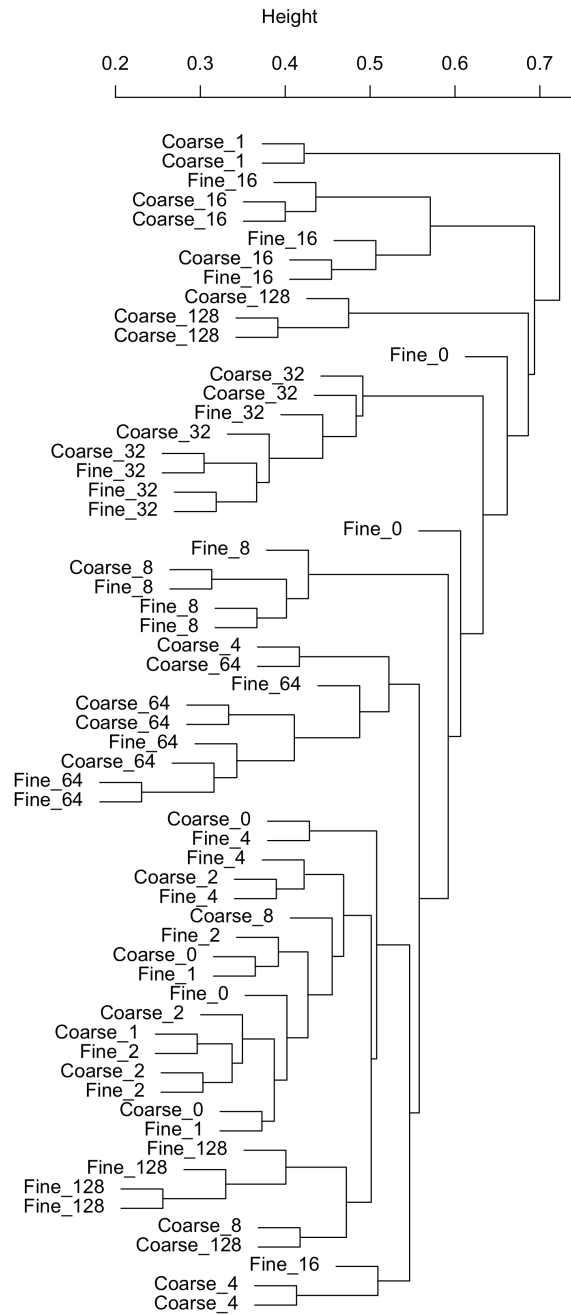 Height
0.2 0.3 0.4 0.5 0.6 0.7
Coarse_1
Coarse_1
Fine_16
Coarse_16
Coarse_16
Fine_16
Coarse_16
Fine_16
Coarse_128
Coarse_128
Coarse_128
Fine_0
Coarse_32
Coarse_32
Fine_32
Coarse_32
Coarse_32
Fine_32
Fine_32
Fine_32
Fine_0
Fine_8
Coarse_8
Fine_8
Fine_8
Fine_8
Coarse_4
Coarse_64
Fine_64
Coarse_64
Coarse_64
Fine_64
Coarse_64
Fine_64
Fine_64
Coarse_0
Fine_4
Fine_4
Coarse_2
Fine_4
Coarse_8
Fine_2
Coarse_0
Fine_1
Fine_0
Coarse_2
Coarse_1
Fine_2
Coarse_2
Fine_2
Coarse_0
Fine_1
Fine_128
Fine_128
Fine_128
Fine_128
Coarse_8
Coarse_128
Fine_16
Coarse_4
Coarse_4